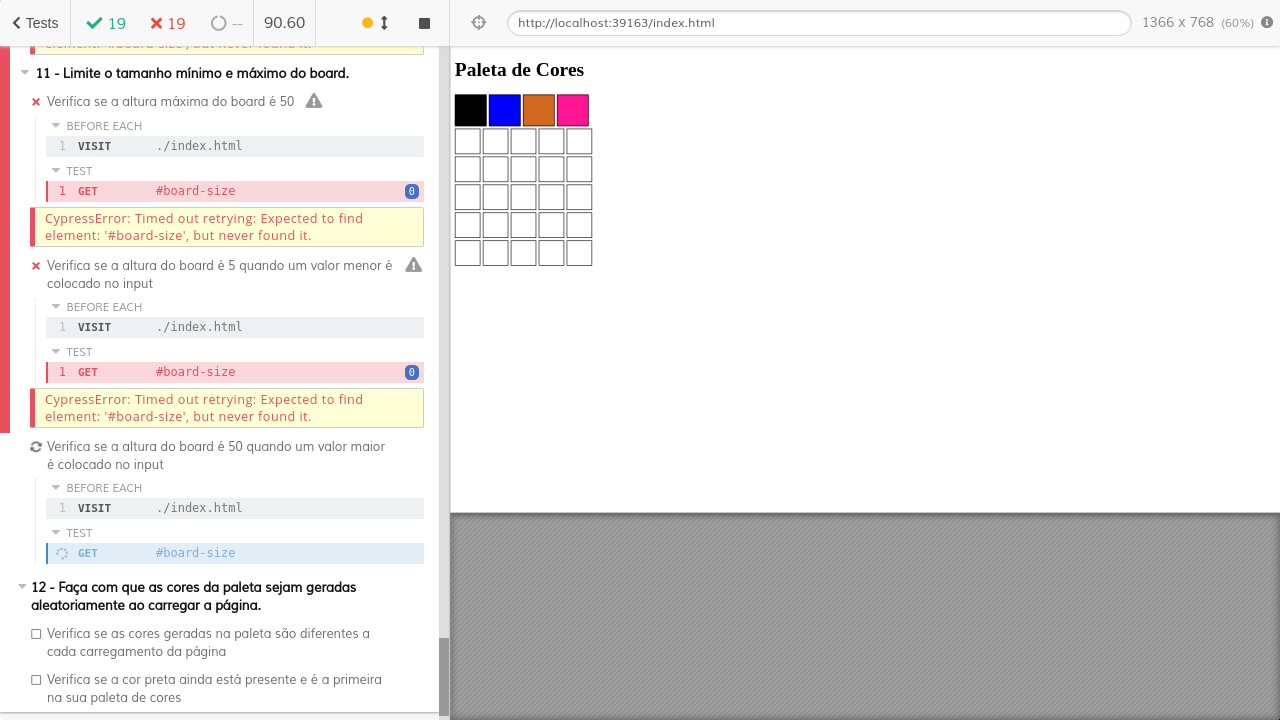 Tests
19
19
--
90.60
http://localhost:39163/index.html
1366 x 768 (60%)
element: '#board-size', but never found it.
11 - Limite o tamanho mínimo e máximo do board.
Verifica se a altura máxima do board é 50
BEFORE EACH
1 VISIT ./index.html
TEST
1 GET #board-size 0
CypressError: Timed out retrying: Expected to find
element: '#board-size', but never found it.
Verifica se a altura do board é 5 quando um valor menor é
colocado no input
BEFORE EACH
1 VISIT ./index.html
TEST
1 GET #board-size 0
CypressError: Timed out retrying: Expected to find
element: '#board-size', but never found it.
Verifica se a altura do board é 50 quando um valor maior
é colocado no input
BEFORE EACH
1 VISIT ./index.html
TEST
GET #board-size
12 - Faça com que as cores da paleta sejam geradas
aleatoriamente ao carregar a página.
Verifica se as cores geradas na paleta são diferentes a
cada carregamento da página
Verifica se a cor preta ainda está presente e é a primeira
na sua paleta de cores
Paleta de Cores